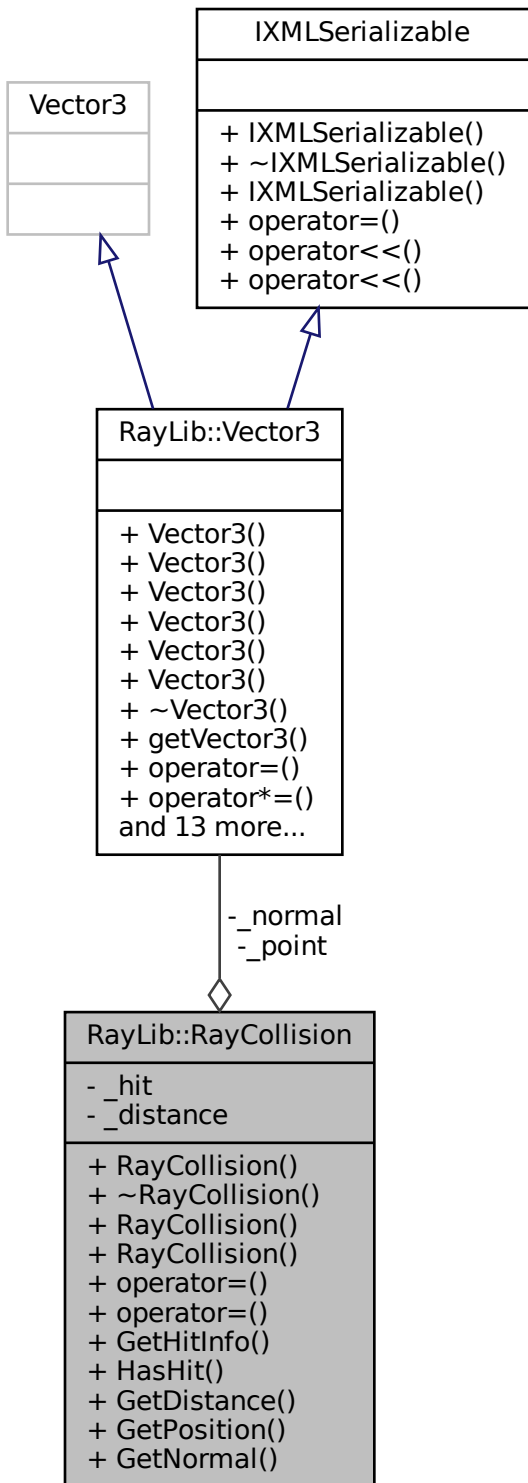 IXMLSerializable
+ IXMLSerializable()
+ ~IXMLSerializable()
+ IXMLSerializable()
+ operator=()
+ operator<<()
+ operator<<()
Vector3
RayLib::Vector3
+ Vector3()
+ Vector3()
+ Vector3()
+ Vector3()
+ Vector3()
+ Vector3()
+ ~Vector3()
+ getVector3()
+ operator=()
+ operator*=()
and 13 more...
-_normal
-_point
RayLib::RayCollision
- _hit
- _distance
+ RayCollision()
+ ~RayCollision()
+ RayCollision()
+ RayCollision()
+ operator=()
+ operator=()
+ GetHitInfo()
+ HasHit()
+ GetDistance()
+ GetPosition()
+ GetNormal()